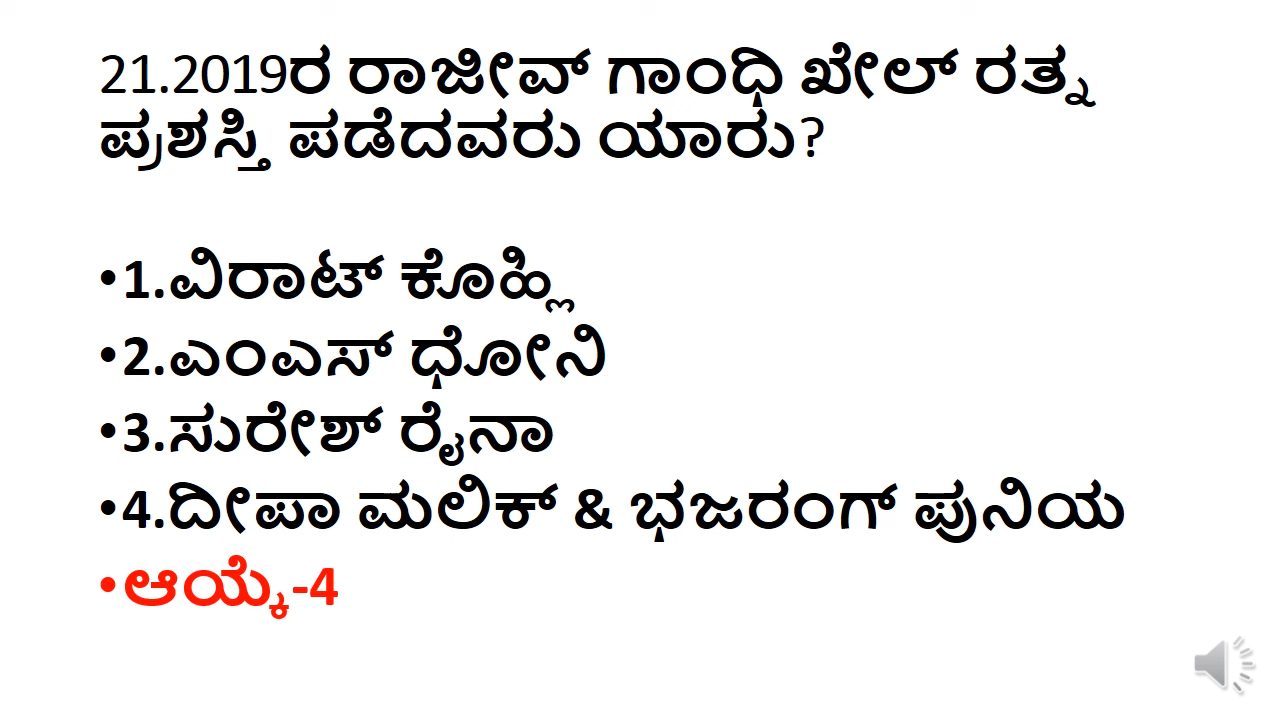 21.2019ರ ರಾಜೀವ್ ಗಾಂಧಿ ಖೇಲ್ ರತ್ನ
ಪ್ರಶಸ್ತಿ ಪಡೆದವರು ಯಾರು?
•1.ವಿರಾಟ್ ಕೊಹ್ಲಿ
•2.ಎಂಎಸ್ ಧೋನಿ
•3.ಸುರೇಶ್ ರೈನಾ
•4.ದೀಪಾ ಮಲಿಕ್ & ಭಜರಂಗ್ ಪುನಿಯ
•ಆಯ್ಕೆ-4